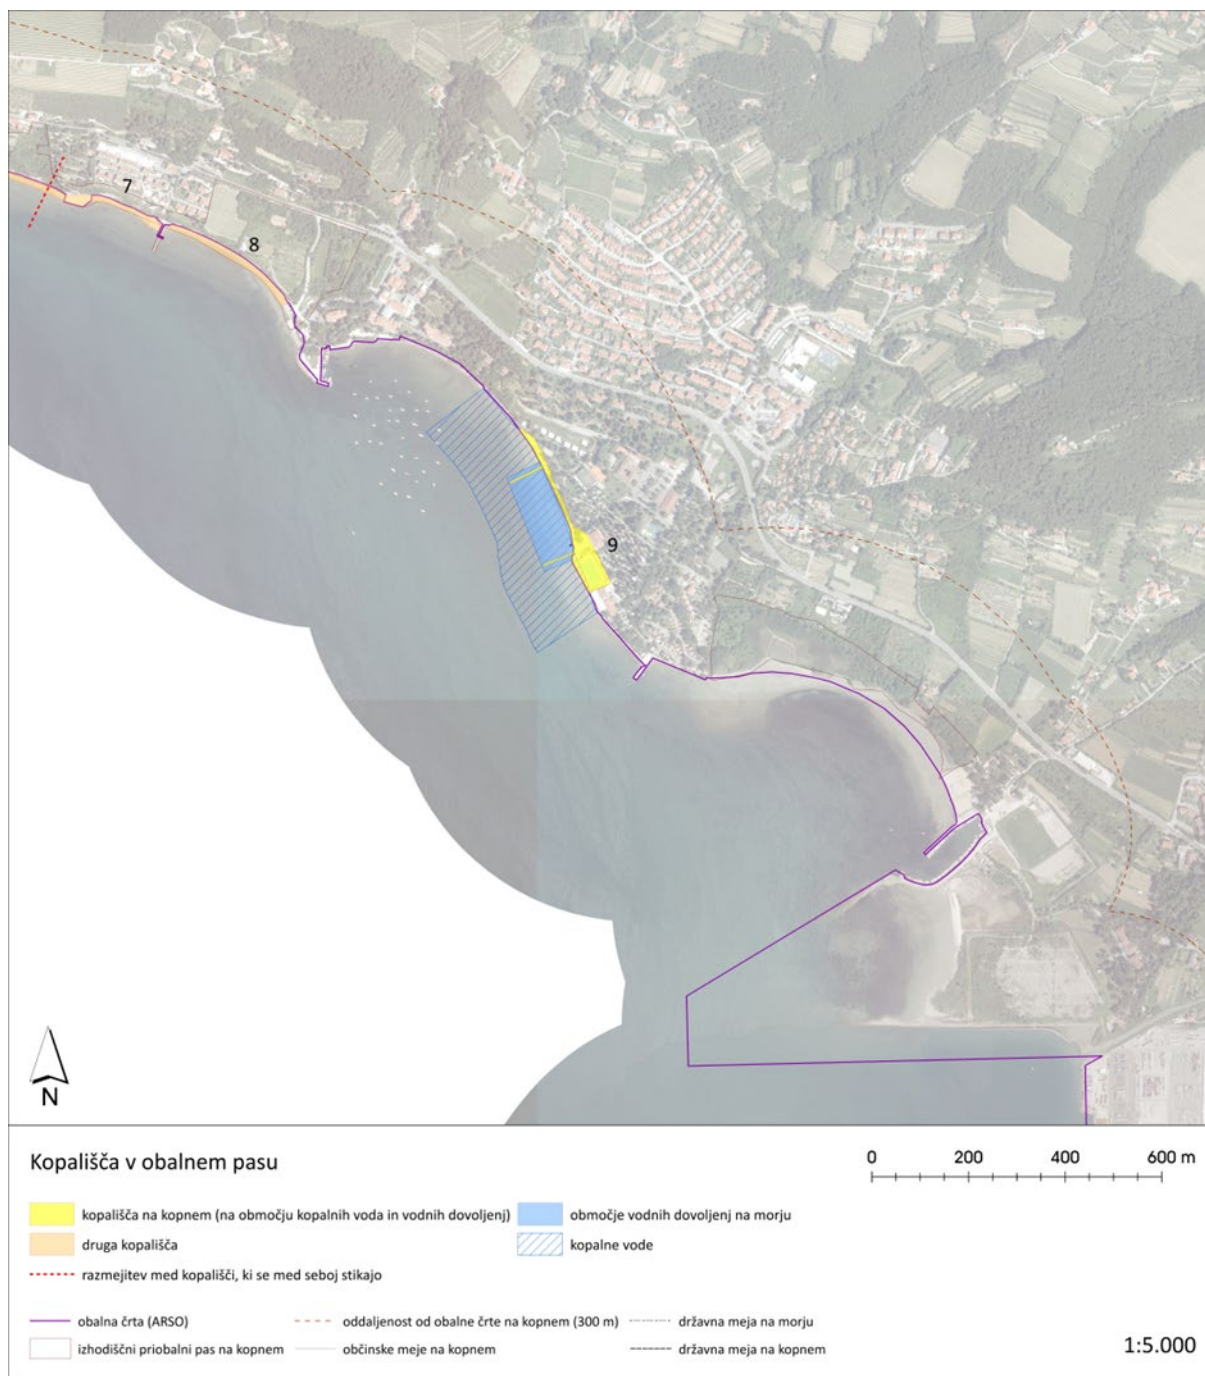 7
8
9
N
Kopališča v obalnem pasu
0 200 400 600 m
kopališča na kopnem (na območju kopalnih voda in vodnih dovoljenj)
območje vodnih dovoljenj na morju
druga kopališča
kopalne vode
razmejitev med kopališči, ki se med seboj stikajo
obalna črta (ARSO)
oddaljenost od obalne črte na kopnem (300 m)
državna meja na morju
izhodiščni priobalni pas na kopnem
občinske meje na kopnem
državna meja na kopnem
1:5.000